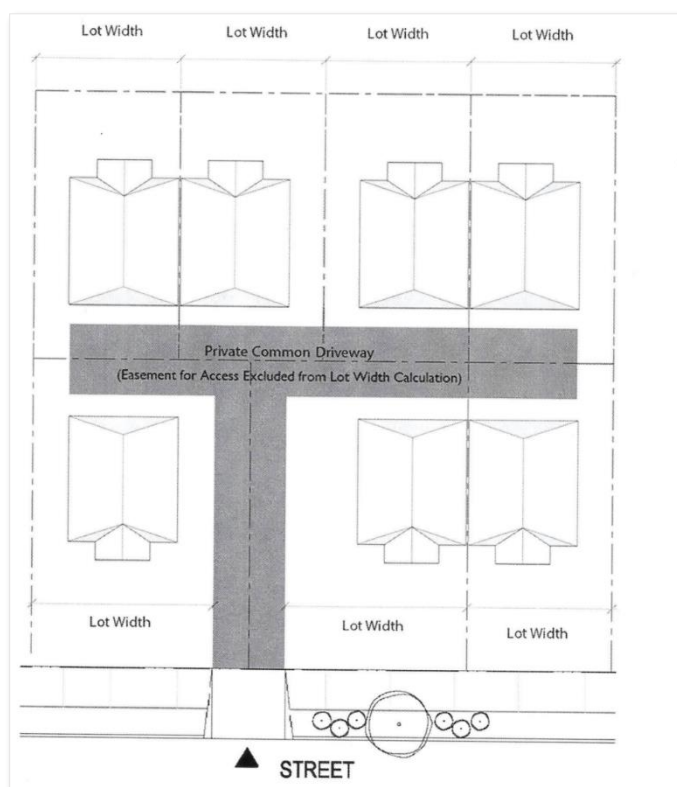 Lot Width Lot Width Lot Width Lot Width
Private Common Driveway
(Easement for Access Excluded from Lot Width Calculation)
Lot Width Lot Width Lot Width
STREET